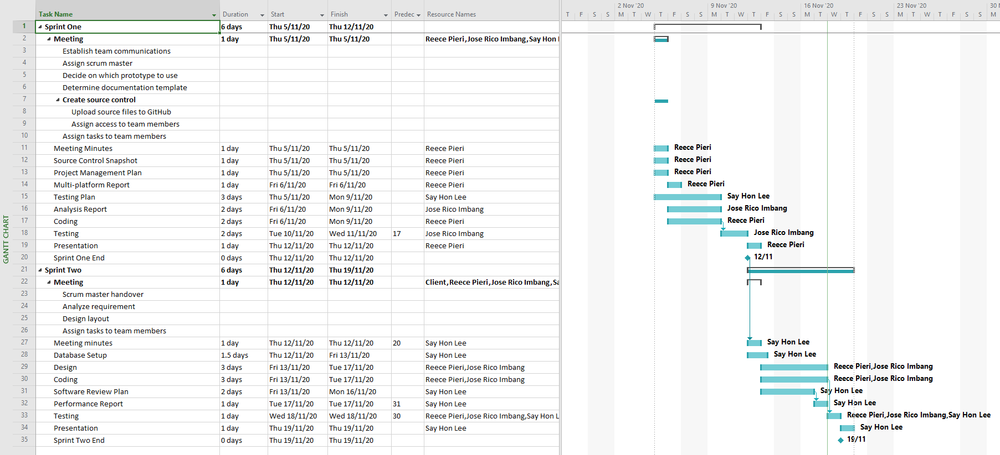 2 Nov '20 9 Nov '20 16 Nov '20 23 Nov '20 30 N
Task Name Duration Start Finish Predec Resource Names T F S S M T W T F S S M T W T F S S M T W T F S S M T W T F S S M
1 Sprint One 6 days Thu 5/11/20 Thu 12/11/20
2 Meeting 1 day Thu 5/11/20 Thu 5/11/20 Reece Pieri,Jose Rico Imbang,Say Hon
3 Establish team communications
4 Assign scrum master
5 Decide on which prototype to use
6 Determine documentation template
7 Create source control
8 Upload source files to GitHub
9 Assign access to team members
10 Assign tasks to team members
11 Meeting Minutes 1 day Thu 5/11/20 Thu 5/11/20 Reece Pieri Reece Pieri
12 Source Control Snapshot 1 day Thu 5/11/20 Thu 5/11/20 Reece Pieri Reece Pieri
13 Project Management Plan 1 day Thu 5/11/20 Thu 5/11/20 Reece Pieri Reece Pieri
14 Multi-platform Report 1 day Fri 6/11/20 Fri 6/11/20 Reece Pieri Reece Pieri
15 Testing Plan 3 days Thu 5/11/20 Mon 9/11/20 Say Hon Lee Say Hon Lee
16 Analysis Report 2 days Fri 6/11/20 Mon 9/11/20 Jose Rico Imbang Jose Rico Imbang
17 Coding 2 days Fri 6/11/20 Mon 9/11/20 Reece Pieri Reece Pieri
18 Testing 2 days Tue 10/11/20 Wed 11/11/20 17 Jose Rico Imbang Jose Rico Imbang
19 Presentation 1 day Thu 12/11/20 Thu 12/11/20 Reece Pieri Reece Pieri
20 Sprint One End 0 days Thu 12/11/20 Thu 12/11/20 12/11
21 Sprint Two 6 days Thu 12/11/20 Thu 19/11/20
22 Meeting 1 day Thu 12/11/20 Thu 12/11/20 Client,Reece Pieri,Jose Rico Imbang,Sa
23 Scrum master handover
24 Analyze requirement
25 Design layout
26 Assign tasks to team members
27 Meeting minutes 1 day Thu 12/11/20 Thu 12/11/20 20 Say Hon Lee Say Hon Lee
28 Database Setup 1.5 days Thu 12/11/20 Fri 13/11/20 Say Hon Lee Say Hon Lee
29 Design 3 days Fri 13/11/20 Tue 17/11/20 Reece Pieri,Jose Rico Imbang Reece Pieri,Jose Rico Imbang
30 Coding 3 days Fri 13/11/20 Tue 17/11/20 Reece Pieri,Jose Rico Imbang Reece Pieri,Jose Rico Imbang
31 Software Review Plan 2 days Fri 13/11/20 Mon 16/11/20 Say Hon Lee Say Hon Lee
32 Performance Report 1 day Tue 17/11/20 Tue 17/11/20 31 Say Hon Lee Say Hon Lee
33 Testing 1 day Wed 18/11/20 Wed 18/11/20 30 Reece Pieri,Jose Rico Imbang,Say Hon L Reece Pieri,Jose Rico Imbang,Say Hon Lee
34 Presentation 1 day Thu 19/11/20 Thu 19/11/20 Say Hon Lee Say Hon Lee
35 Sprint Two End 0 days Thu 19/11/20 Thu 19/11/20 19/11
GANTT CHART